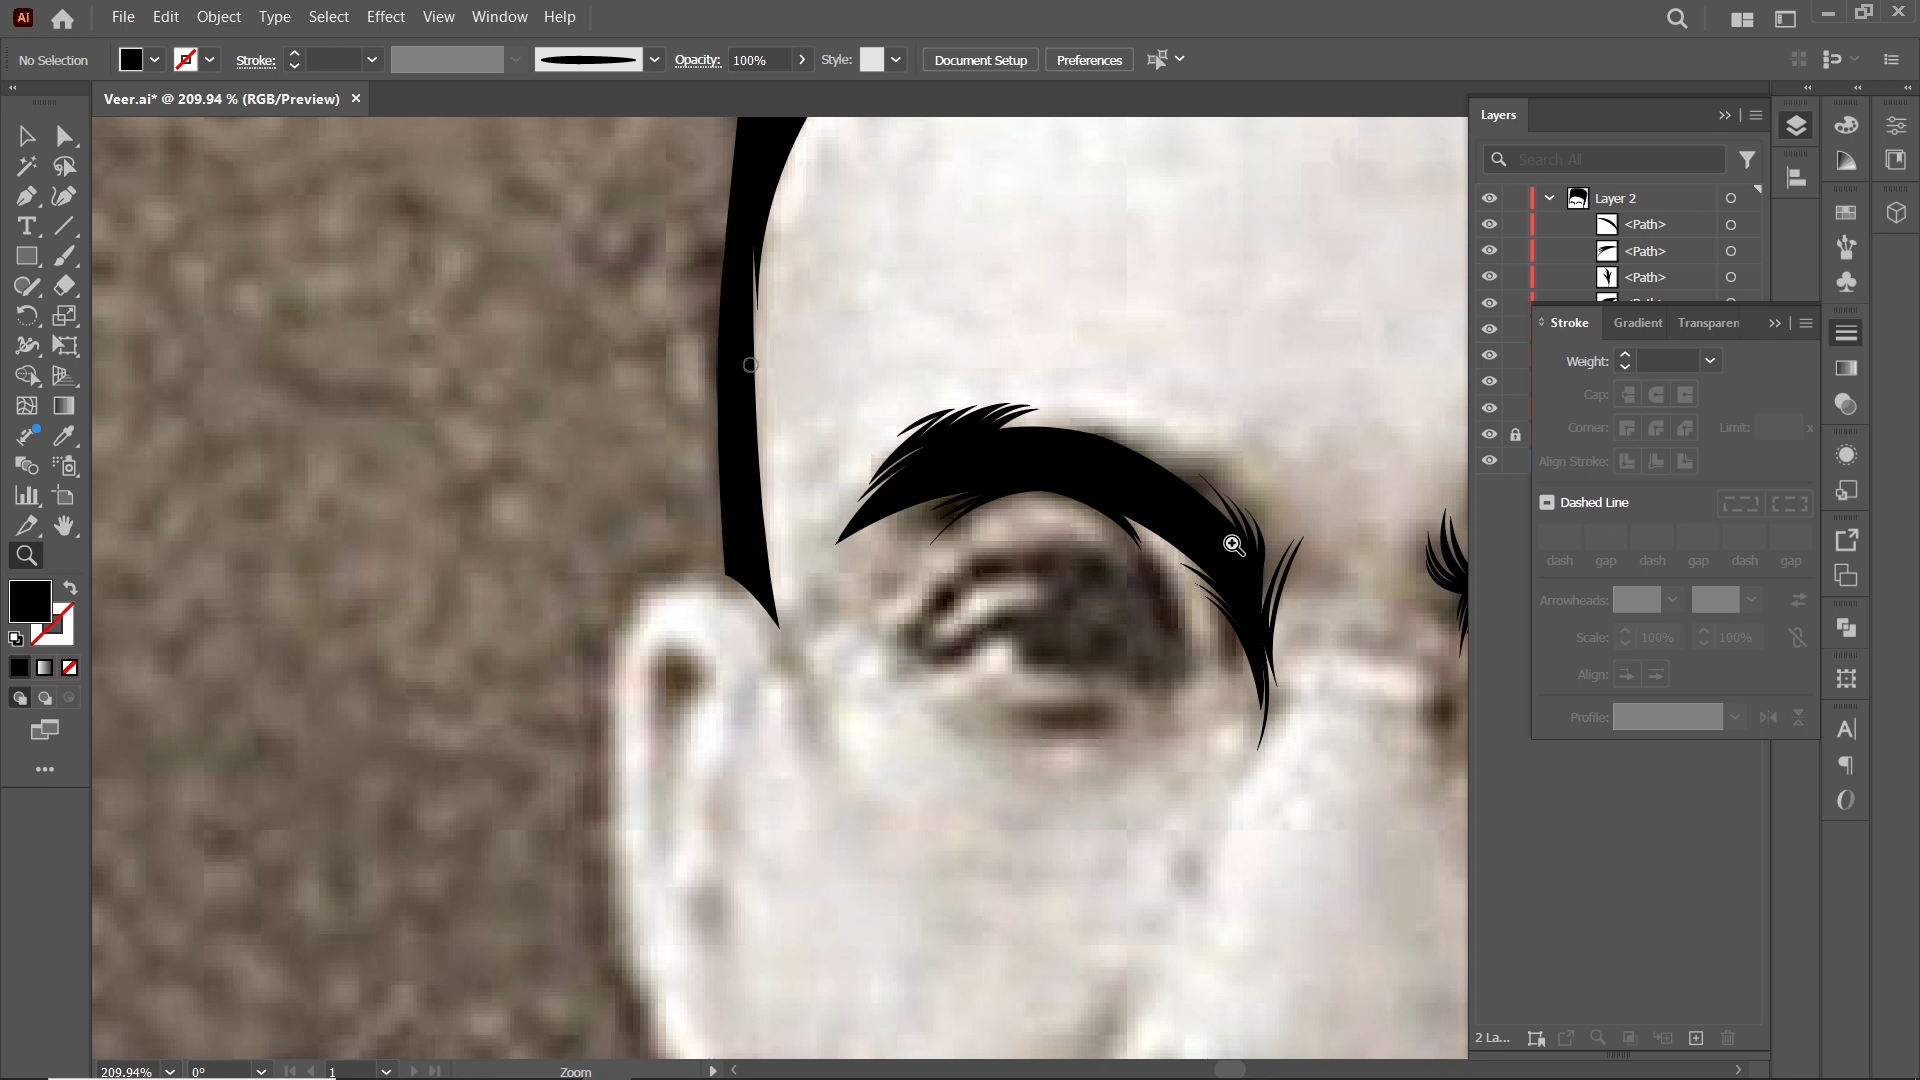 Ai File Edit Object Type Select Effect View Window Help
No Selection Stroke: Opacity: 100% Style: Document Setup Preferences
Veer.ai* @ 209.94 % (RGB/Preview)
Layers
Search All
Layer 2
<Path>
<Path>
<Path>
Stroke Gradient Transparen
Weight:
Cap:
Corner: Limit: x
Align Stroke:
Dashed Line
dash gap dash gap dash gap
Arrowheads:
Scale: 100% 100%
Align:
Profile:
2 La...
209.94% 0° 1 Zoom